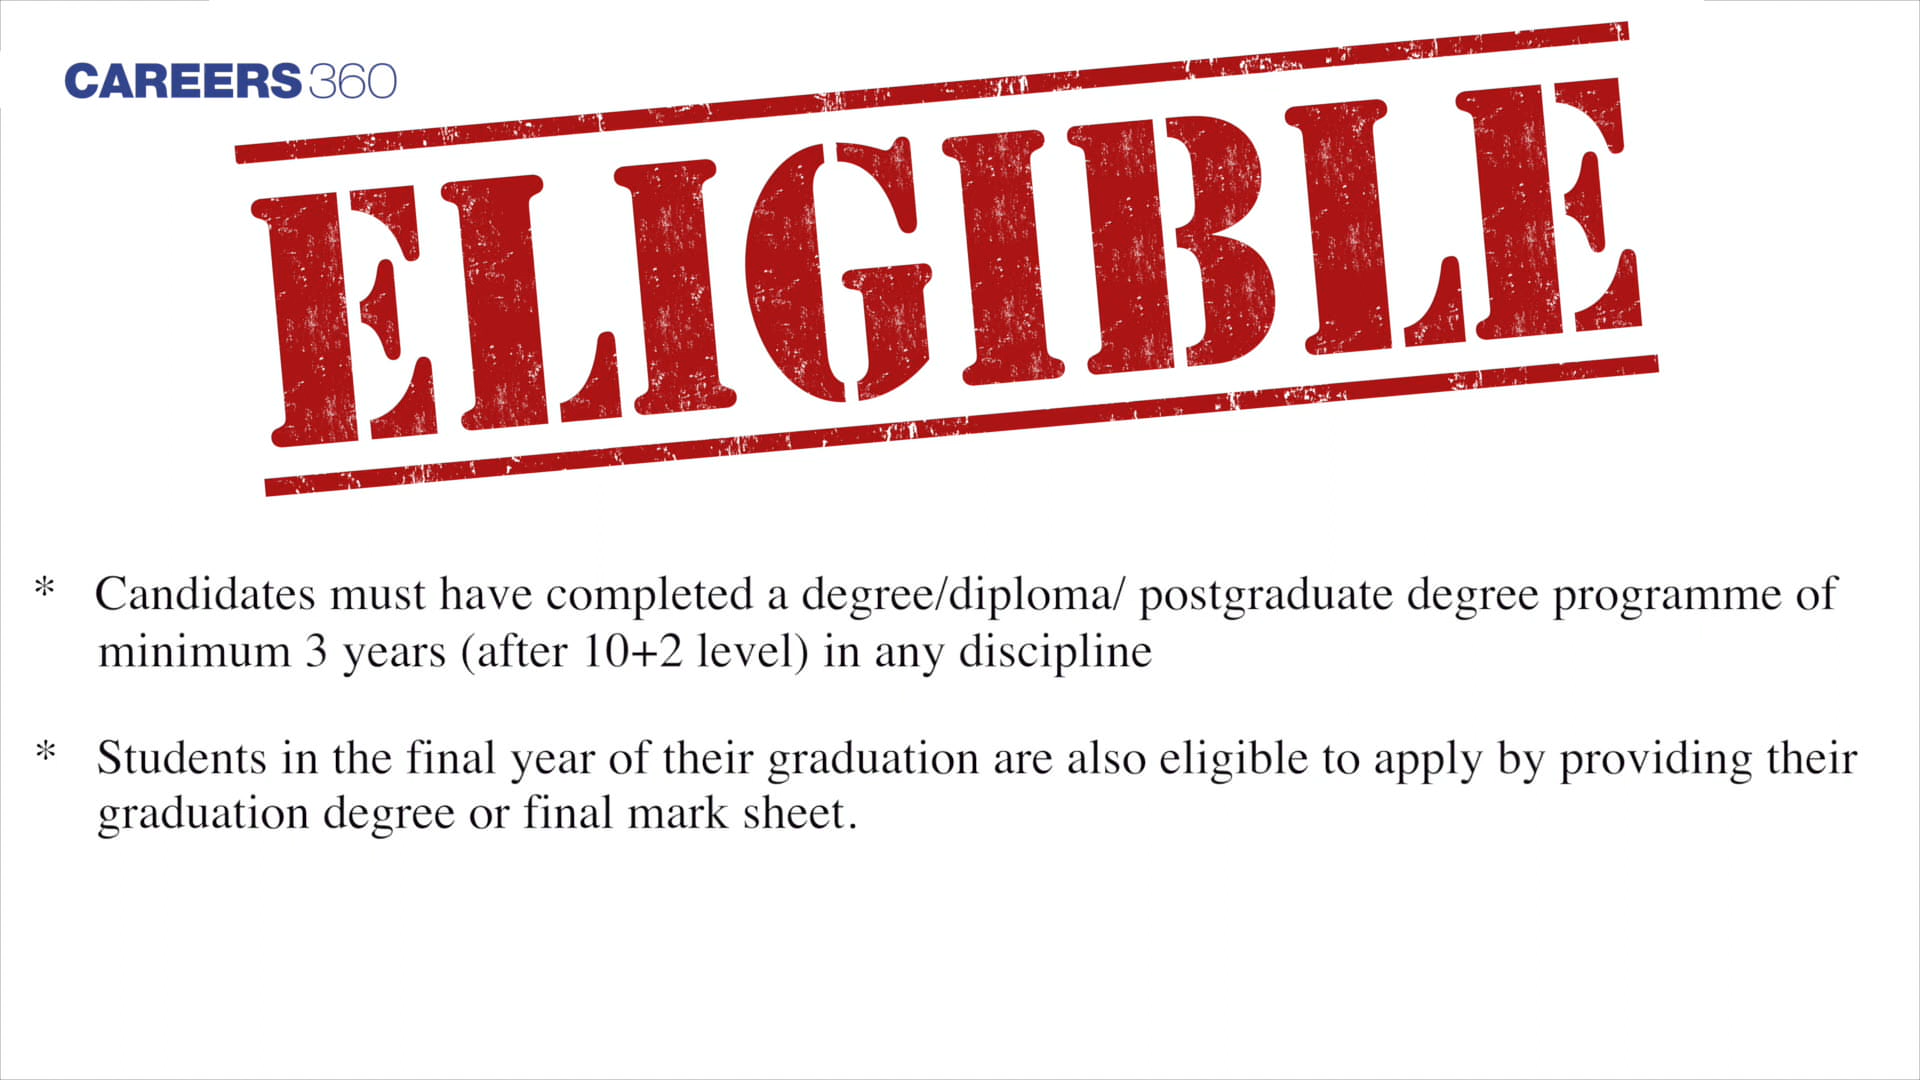 CAREERS360
ELIGIBLE
* Candidates must have completed a degree/diploma/ postgraduate degree programme of
minimum 3 years (after 10+2 level) in any discipline
* Students in the final year of their graduation are also eligible to apply by providing their
graduation degree or final mark sheet.